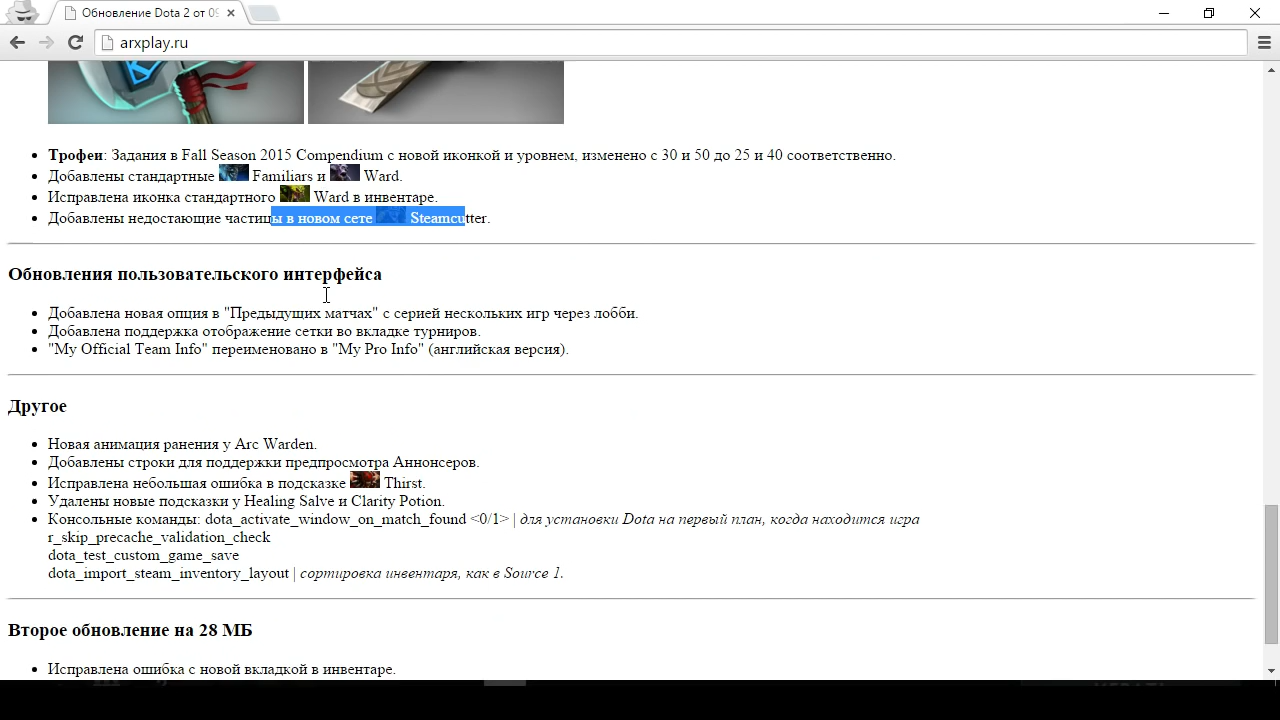 Обновление Dota 2 от 09
arxplay.ru
Трофеи: Задания в Fall Season 2015 Compendium с новой иконкой и уровнем, изменено с 30 и 50 до 25 и 40 соответственно.
Добавлены стандартные Familiars и Ward.
Исправлена иконка стандартного Ward в инвентаре.
Добавлены недостающие частицы в новом сете Steamcutter.
Обновления пользовательского интерфейса
Добавлена новая опция в "Предыдущих матчах" с серией нескольких игр через лобби.
Добавлена поддержка отображение сетки во вкладке турниров.
"My Official Team Info" переименовано в "My Pro Info" (английская версия).
Другое
Новая анимация ранения у Arc Warden.
Добавлены строки для поддержки предпросмотра Аннонсеров.
Исправлена небольшая ошибка в подсказке Thirst.
Удалены новые подсказки у Healing Salve и Clarity Potion.
Консольные команды: dota_activate_window_on_match_found <0/1> | для установки Dota на первый план, когда находится игра
r_skip_precache_validation_check
dota_test_custom_game_save
dota_import_steam_inventory_layout | сортировка инвентаря, как в Source 1.
Второе обновление на 28 МБ
Исправлена ошибка с новой вкладкой в инвентаре.